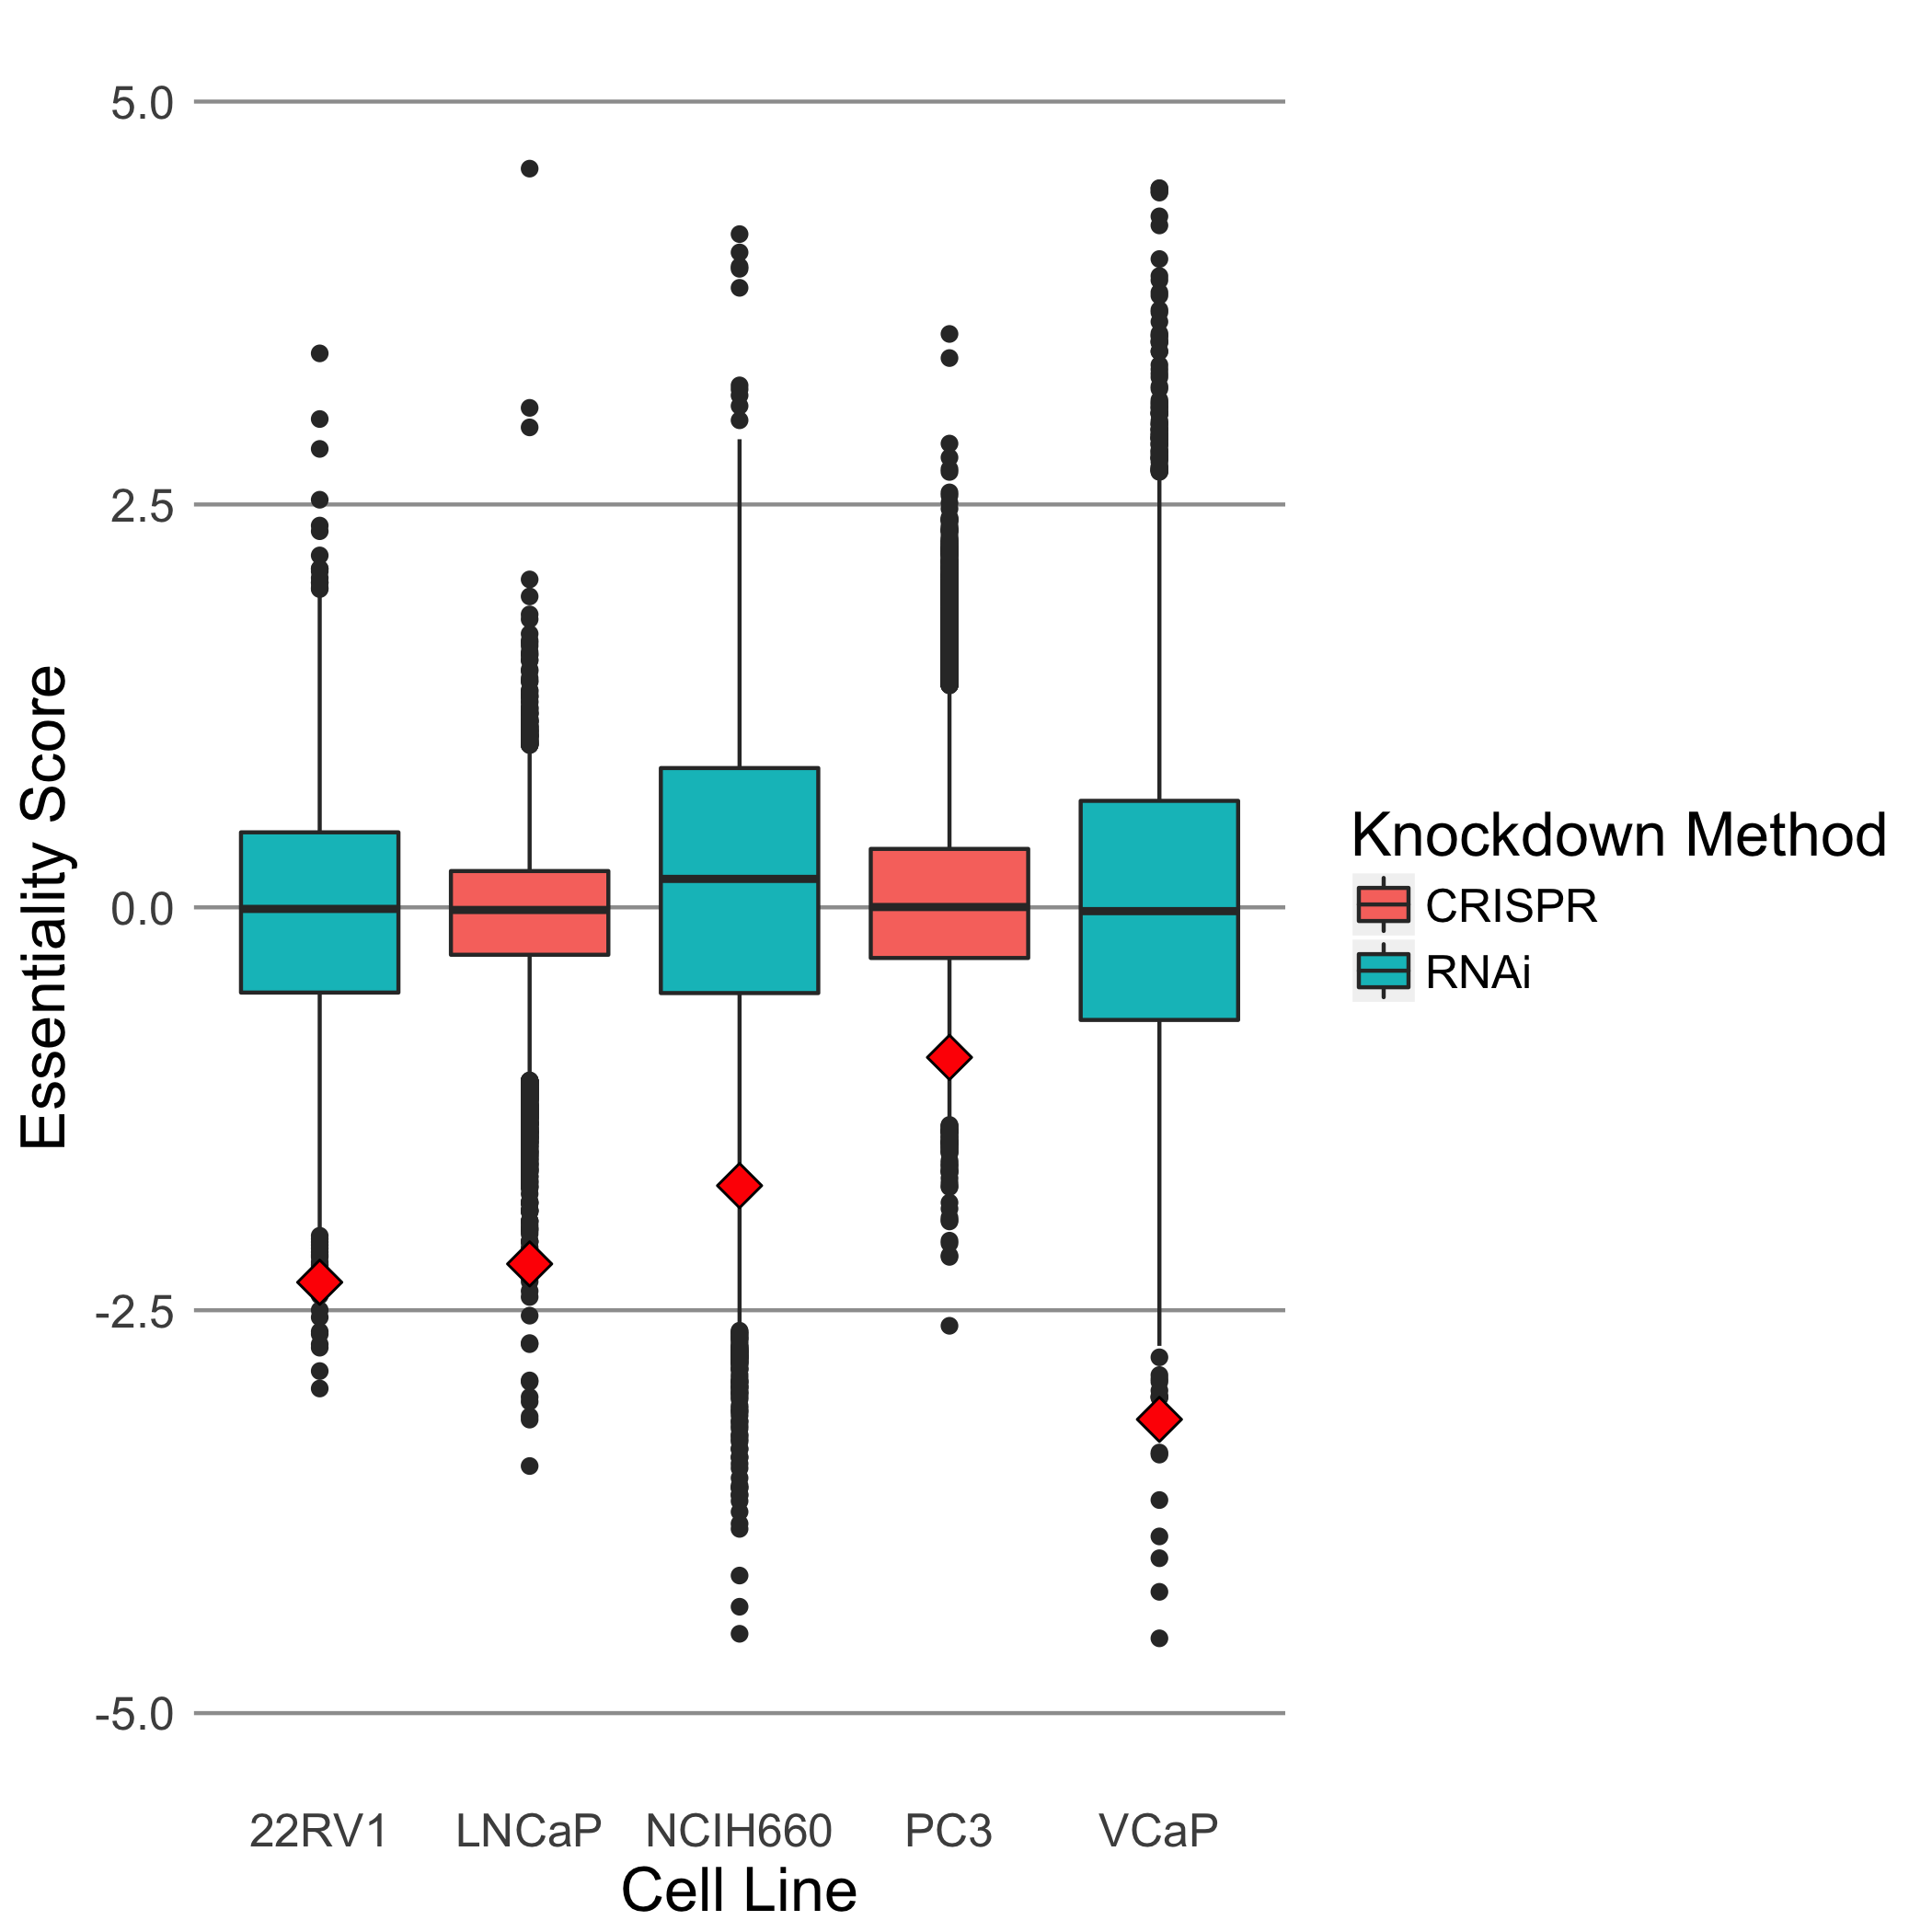 5.0
2.5
0.0
-2.5
-5.0
Essentiality Score
22RV1 LNCaP NCIH660 PC3 VCaP
Cell Line
Knockdown Method
CRISPR
RNAi